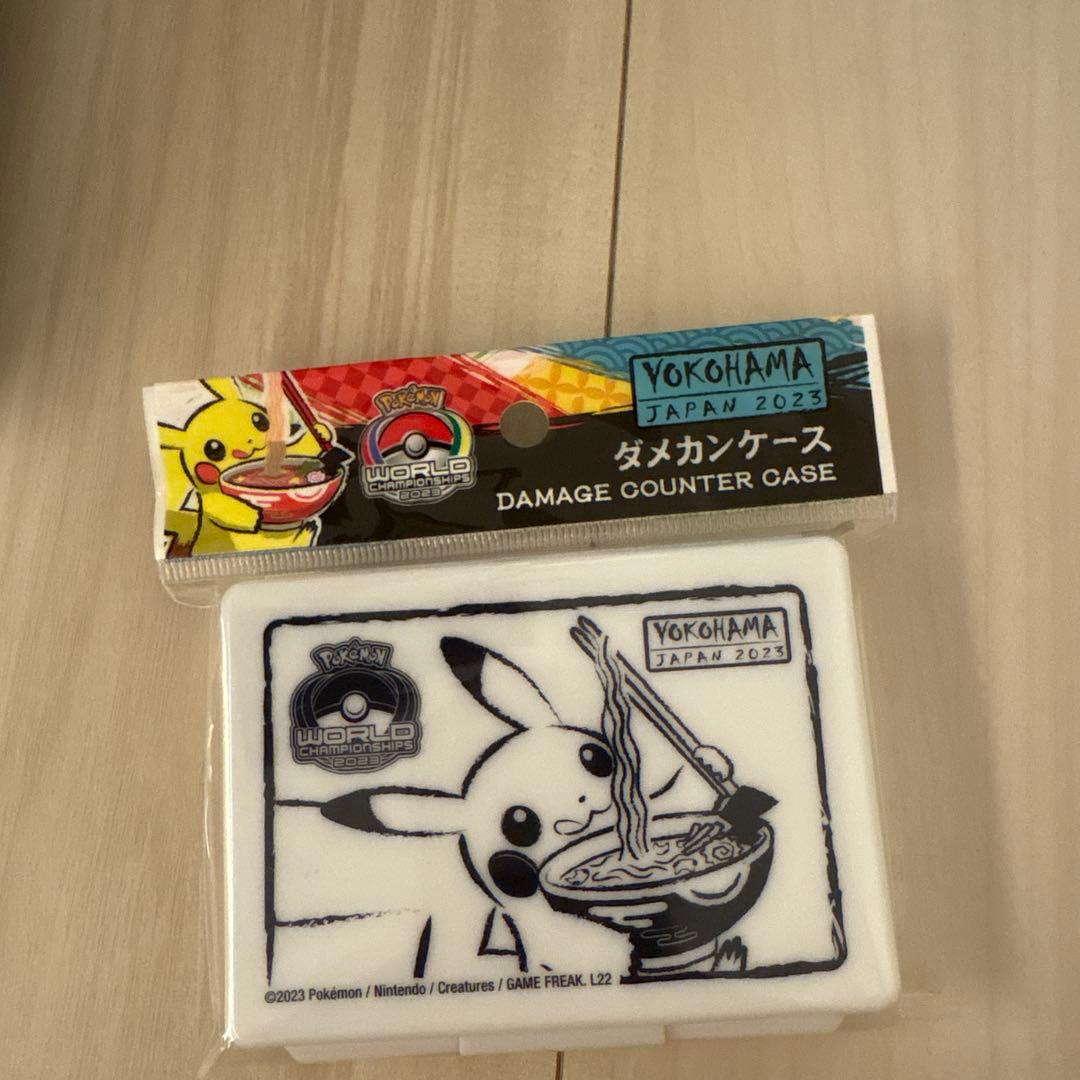 Pokémon
WORLD
CHAMPIONSHIPS
2023
YOKOHAMA
JAPAN 2023
ダメカンケース
DAMAGE COUNTER CASE
Pokémon
WORLD
CHAMPIONSHIPS
2023
YOKOHAMA
JAPAN 2023
©2023 Pokémon / Nintendo / Creatures / GAME FREAK. L22